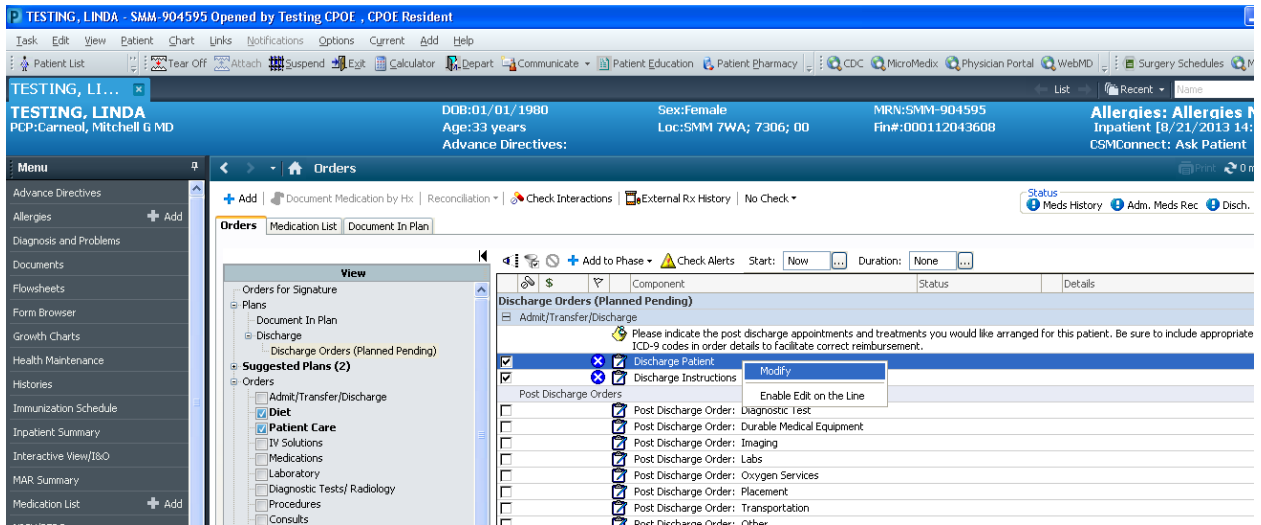 TESTING, LINDA - SMM-904595 Opened by Testing CPOE , CPOE Resident
Task Edit View Patient Chart Links Notifications Options Current Add Help
Patient List Tear Off Attach Suspend Exit Calculator Depart Communicate Patient Education Patient Pharmacy CDC MicroMedix Physician Portal WebMD Surgery Schedules
TESTING, LI... List Recent Name
TESTING, LINDA DOB:01/01/1980 Sex:Female MRN:SMM-904595 Allergies: Allergies N
PCP:Carneol, Mitchell G MD Age:33 years Loc:SMM 7WA; 7306; 00 Fin#:000112043608 Inpatient [8/21/2013 14:
Advance Directives: CSMConnect: Ask Patient
Menu Orders Print 0 m
Advance Directives
Allergies Add
Diagnosis and Problems
Documents
Flowsheets
Form Browser
Growth Charts
Health Maintenance
Histories
Immunization Schedule
Inpatient Summary
Interactive View/I&O
MAR Summary
Medication List Add
Add Document Medication by Hx Reconciliation Check Interactions External Rx History No Check
Status
Meds History Adm. Meds Rec Disch.
Orders Medication List Document In Plan
View
Orders for Signature
Plans
Document In Plan
Discharge
Discharge Orders (Planned Pending)
Suggested Plans (2)
Orders
Admit/Transfer/Discharge
Diet
Patient Care
IV Solutions
Medications
Laboratory
Diagnostic Tests/ Radiology
Procedures
Consults
Add to Phase Check Alerts Start: Now ... Duration: None ...
$ Component Status Details
Discharge Orders (Planned Pending)
Admit/Transfer/Discharge
Please indicate the post discharge appointments and treatments you would like arranged for this patient. Be sure to include appropriate
ICD-9 codes in order details to facilitate correct reimbursement.
Discharge Patient
Discharge Instructions
Modify
Enable Edit on the Line
Post Discharge Orders
Post Discharge Order: Diagnostic Test
Post Discharge Order: Durable Medical Equipment
Post Discharge Order: Imaging
Post Discharge Order: Labs
Post Discharge Order: Oxygen Services
Post Discharge Order: Placement
Post Discharge Order: Transportation
Post Discharge Order: Other